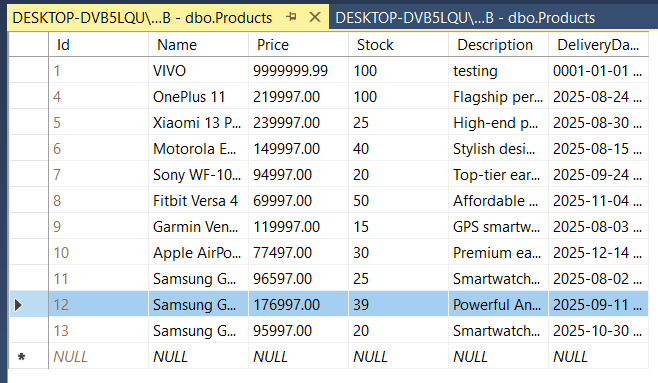 DESKTOP-DVB5LQU\...B - dbo.Products DESKTOP-DVB5LQU\...B - dbo.Products
Id Name Price Stock Description DeliveryDa...
1 VIVO 9999999.99 100 testing 0001-01-01 ...
4 OnePlus 11 219997.00 100 Flagship per... 2025-08-24 ...
5 Xiaomi 13 P... 239997.00 25 High-end p... 2025-08-30 ...
6 Motorola E... 149997.00 40 Stylish desi... 2025-08-15 ...
7 Sony WF-10... 94997.00 20 Top-tier ear... 2025-09-24 ...
8 Fitbit Versa 4 69997.00 50 Affordable ... 2025-11-04 ...
9 Garmin Ven... 119997.00 15 GPS smartw... 2025-08-03 ...
10 Apple AirPo... 77497.00 30 Premium ea... 2025-12-14 ...
11 Samsung G... 96597.00 25 Smartwatch... 2025-08-02 ...
12 Samsung G... 176997.00 39 Powerful An... 2025-09-11 ...
13 Samsung G... 95997.00 20 Smartwatch... 2025-10-30 ...
* NULL NULL NULL NULL NULL NULL